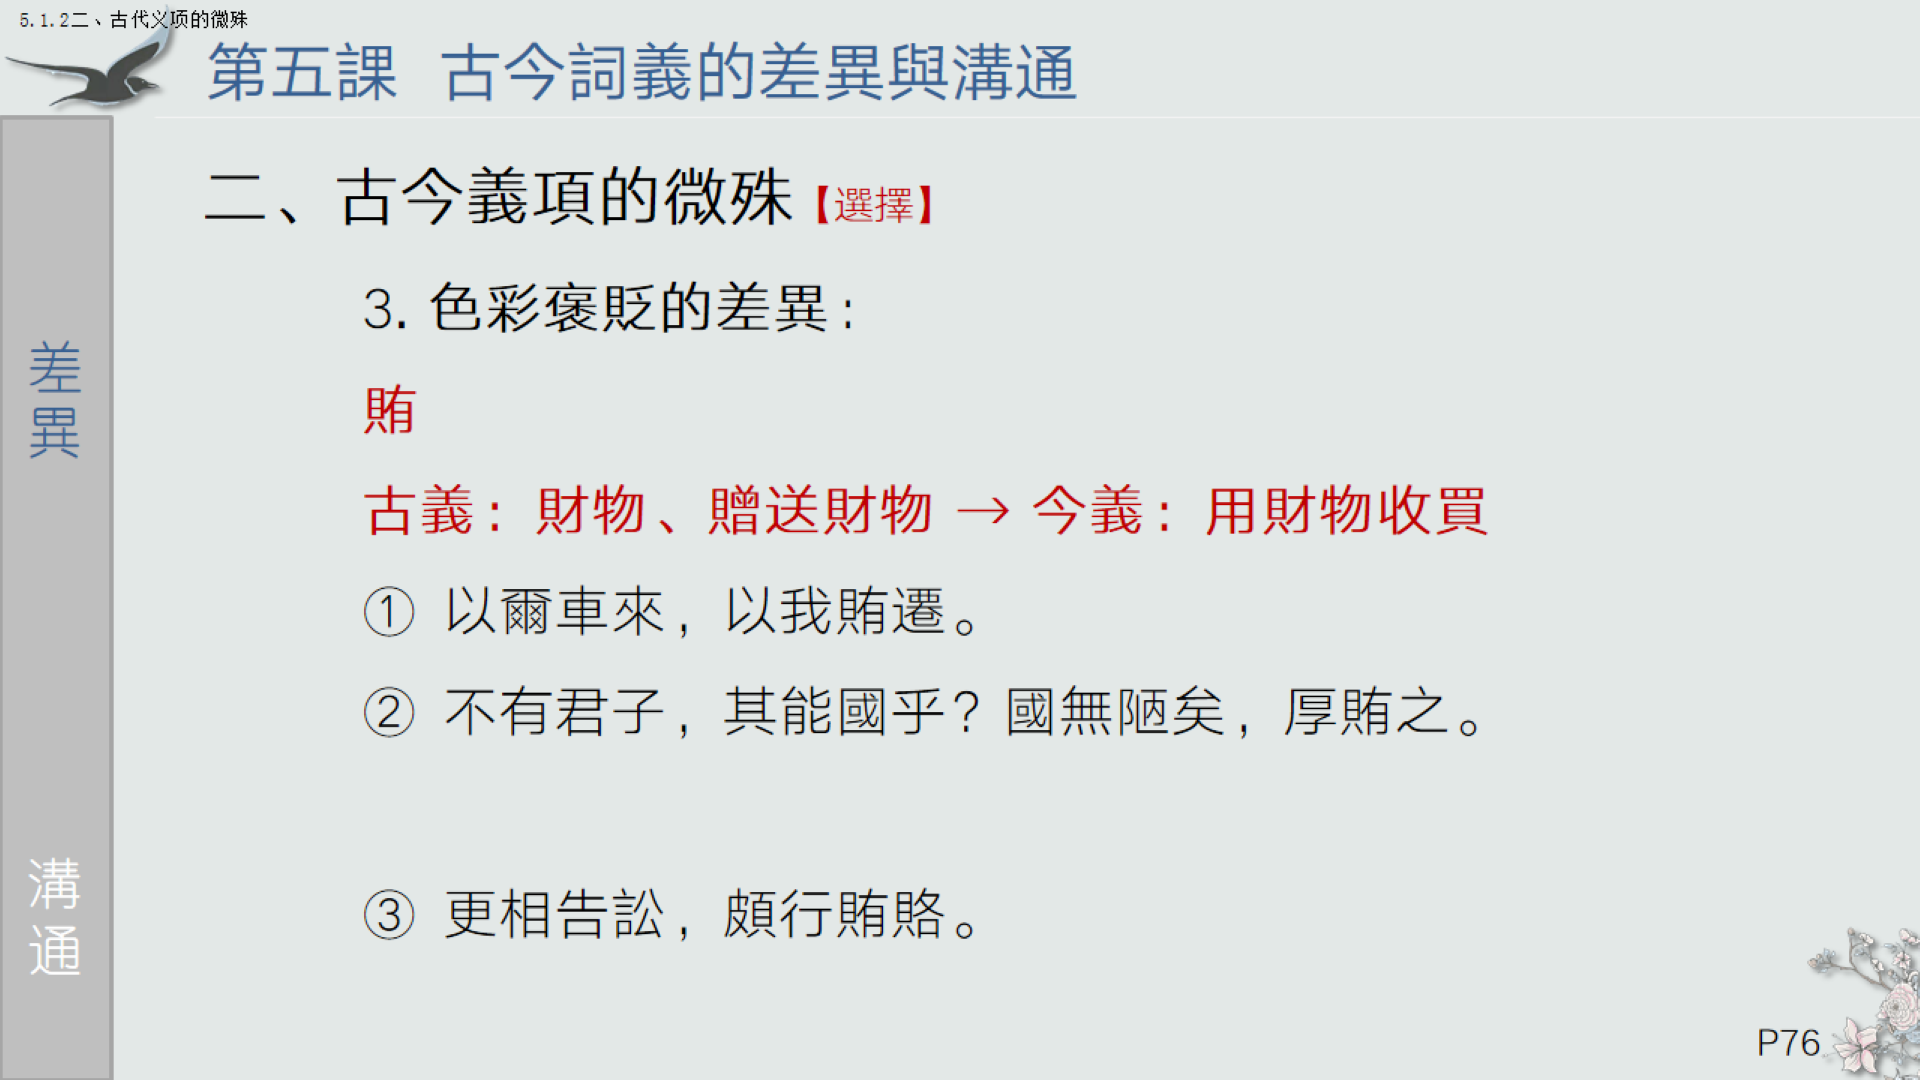 5.1.2二、古代义项的微殊
第五課 古今詞義的差異與溝通
二、古今義項的微殊【選擇】
3. 色彩褒貶的差異：
賄
古義：財物、贈送財物 → 今義：用財物收買
① 以爾車來，以我賄遷。
② 不有君子，其能國乎？國無陋矣，厚賄之。
③ 更相告訟，頗行賄賂。
差異
溝通
P76